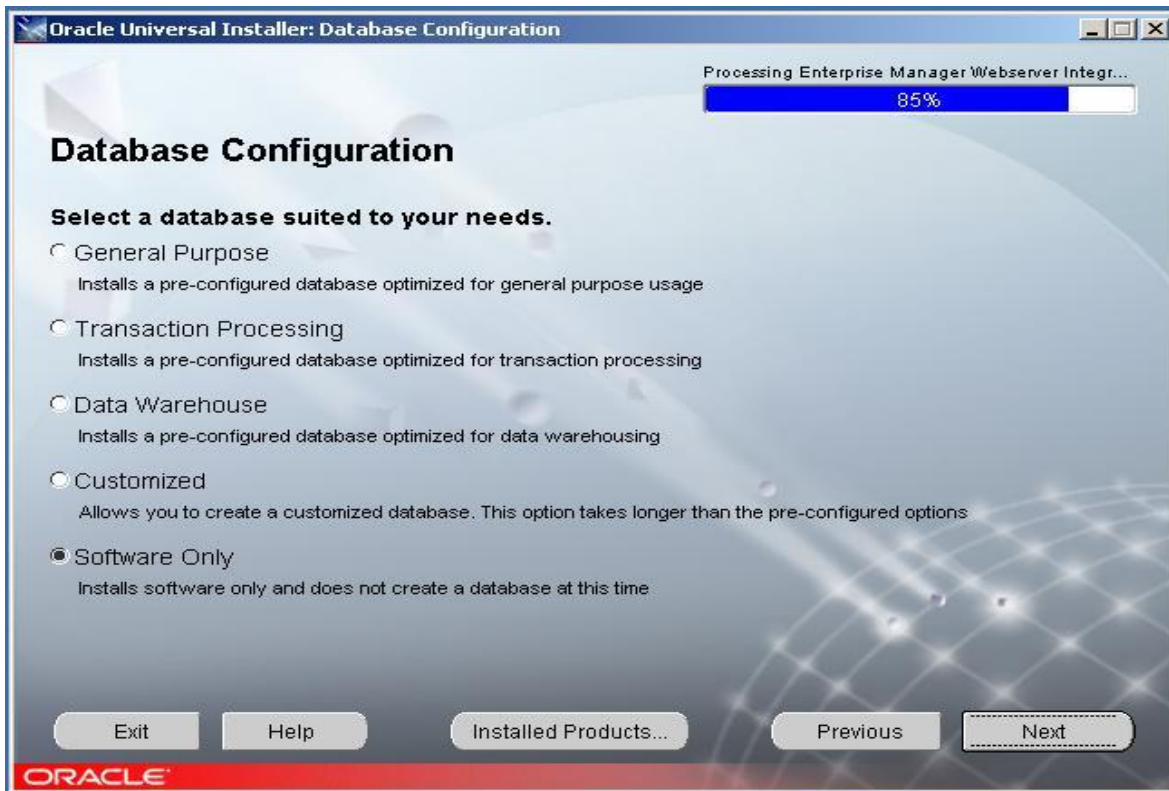 Oracle Universal Installer: Database Configuration
Processing Enterprise Manager Webserver Integr...
85%
Database Configuration
Select a database suited to your needs.
General Purpose
Installs a pre-configured database optimized for general purpose usage
Transaction Processing
Installs a pre-configured database optimized for transaction processing
Data Warehouse
Installs a pre-configured database optimized for data warehousing
Customized
Allows you to create a customized database. This option takes longer than the pre-configured options
Software Only
Installs software only and does not create a database at this time
Exit Help Installed Products... Previous Next
ORACLE